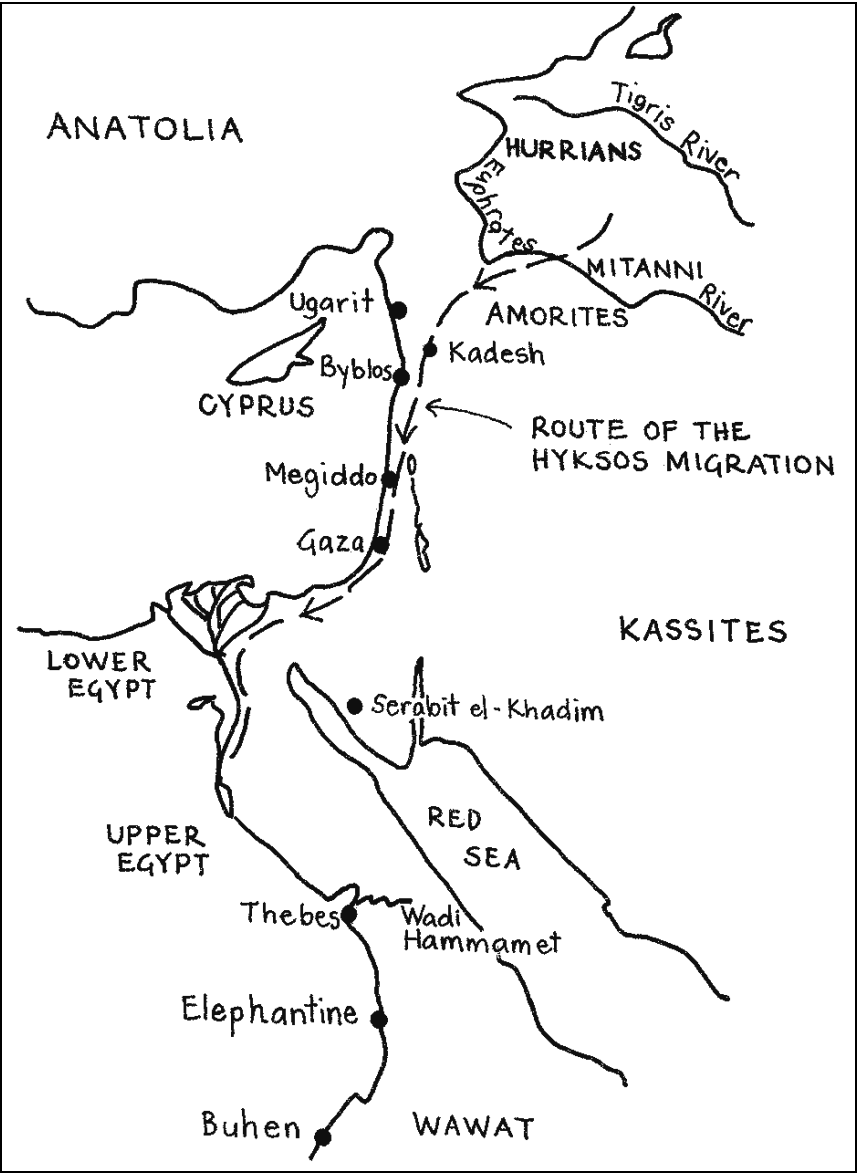 ANATOLIA
Tigris River
HURRIANS
Euphrates
River
MITANNI
AMORITES
Ugarit
Kadesh
Byblos
CYPRUS
ROUTE OF THE
HYKSOS MIGRATION
Megiddo
Gaza
KASSITES
LOWER
EGYPT
Serabit el-Khadim
RED
SEA
UPPER
EGYPT
Thebes
Wadi
Hammamet
Elephantine
Buhen
WAWAT